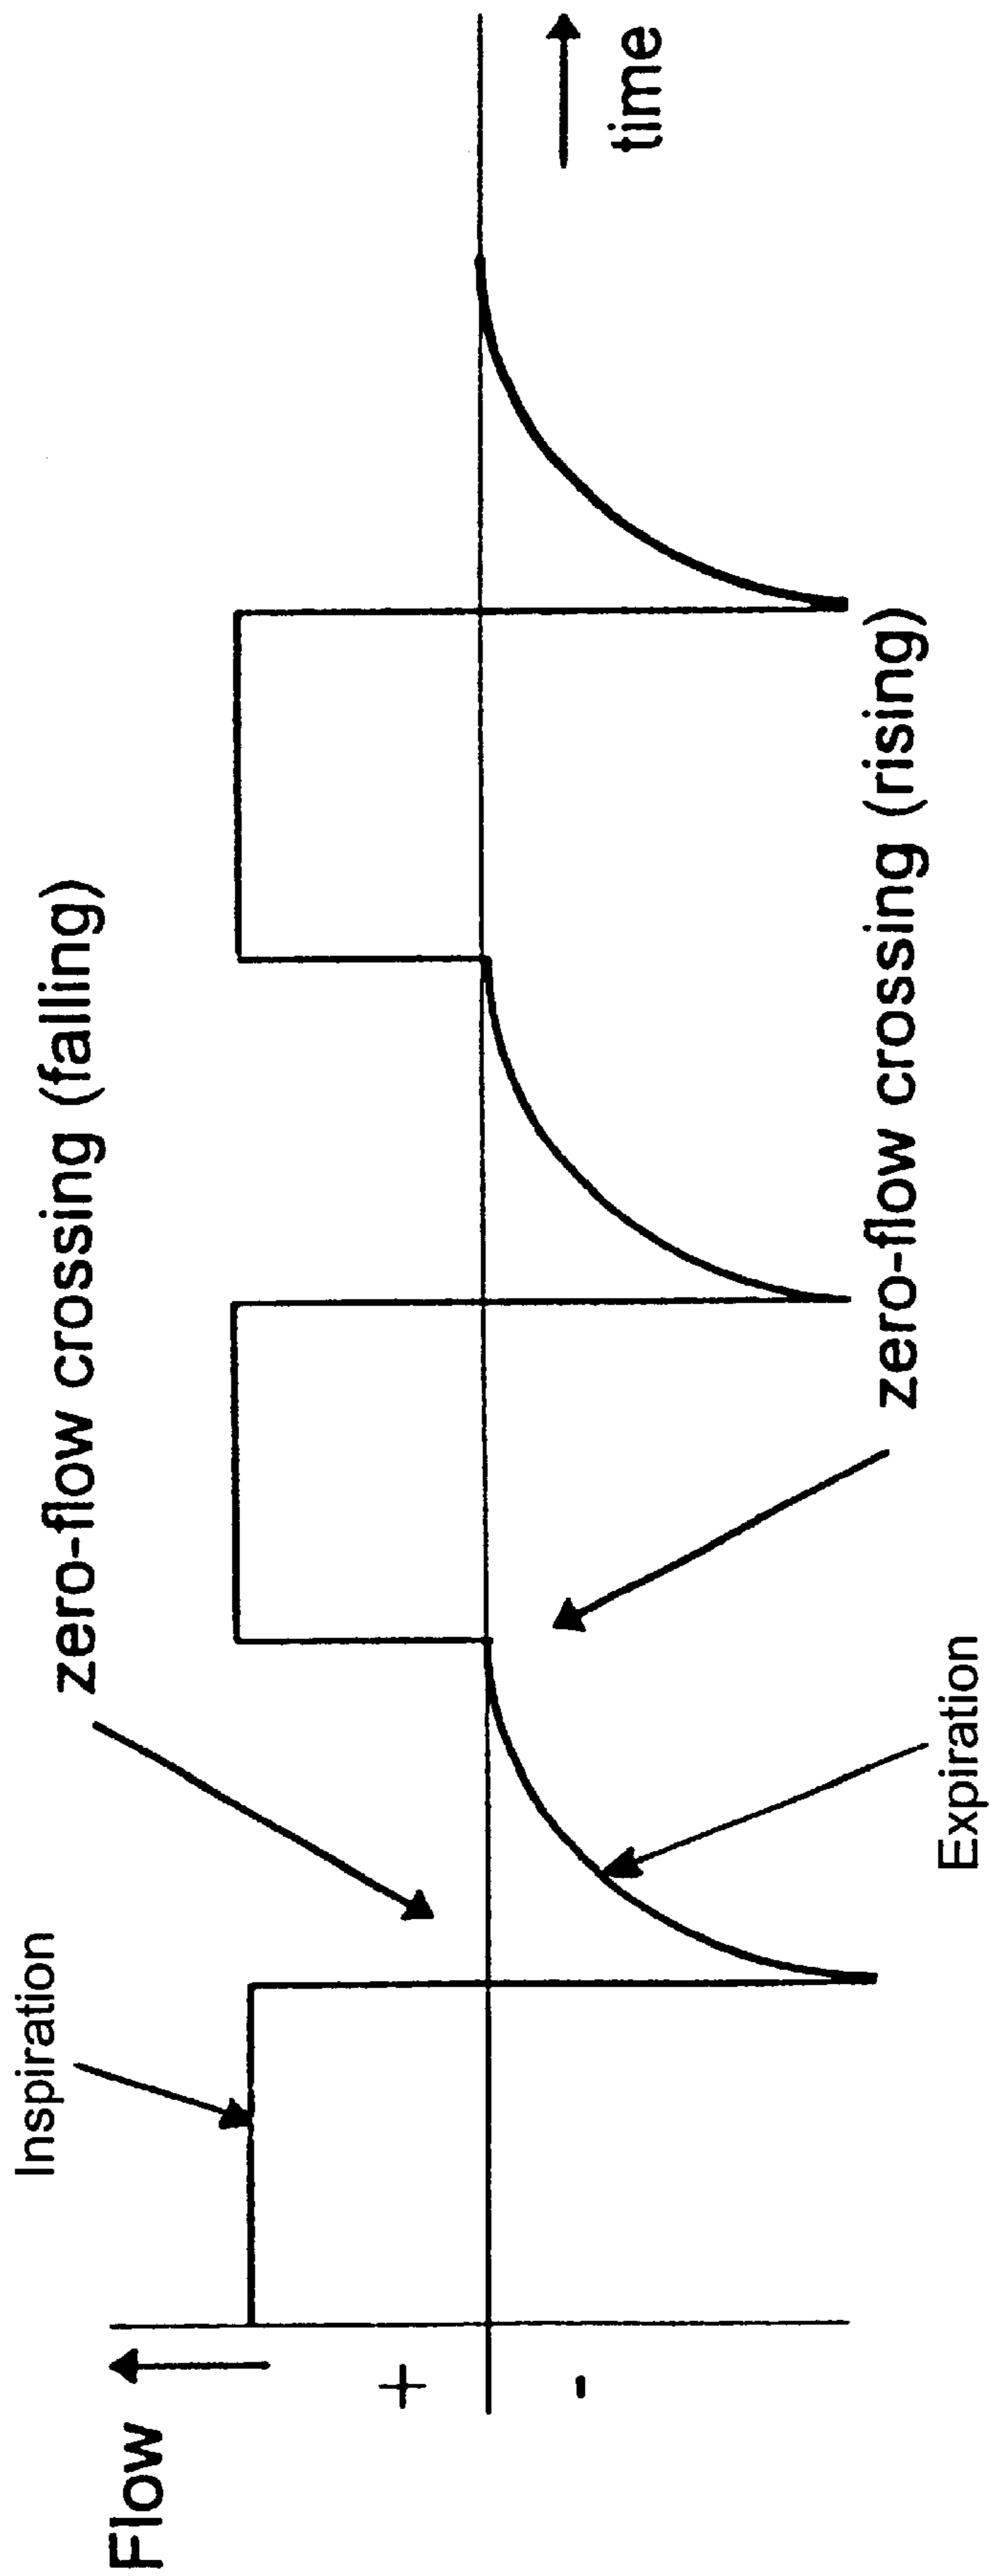 Flow
+
-
Inspiration
zero-flow crossing (falling)
Expiration
zero-flow crossing (rising)
time